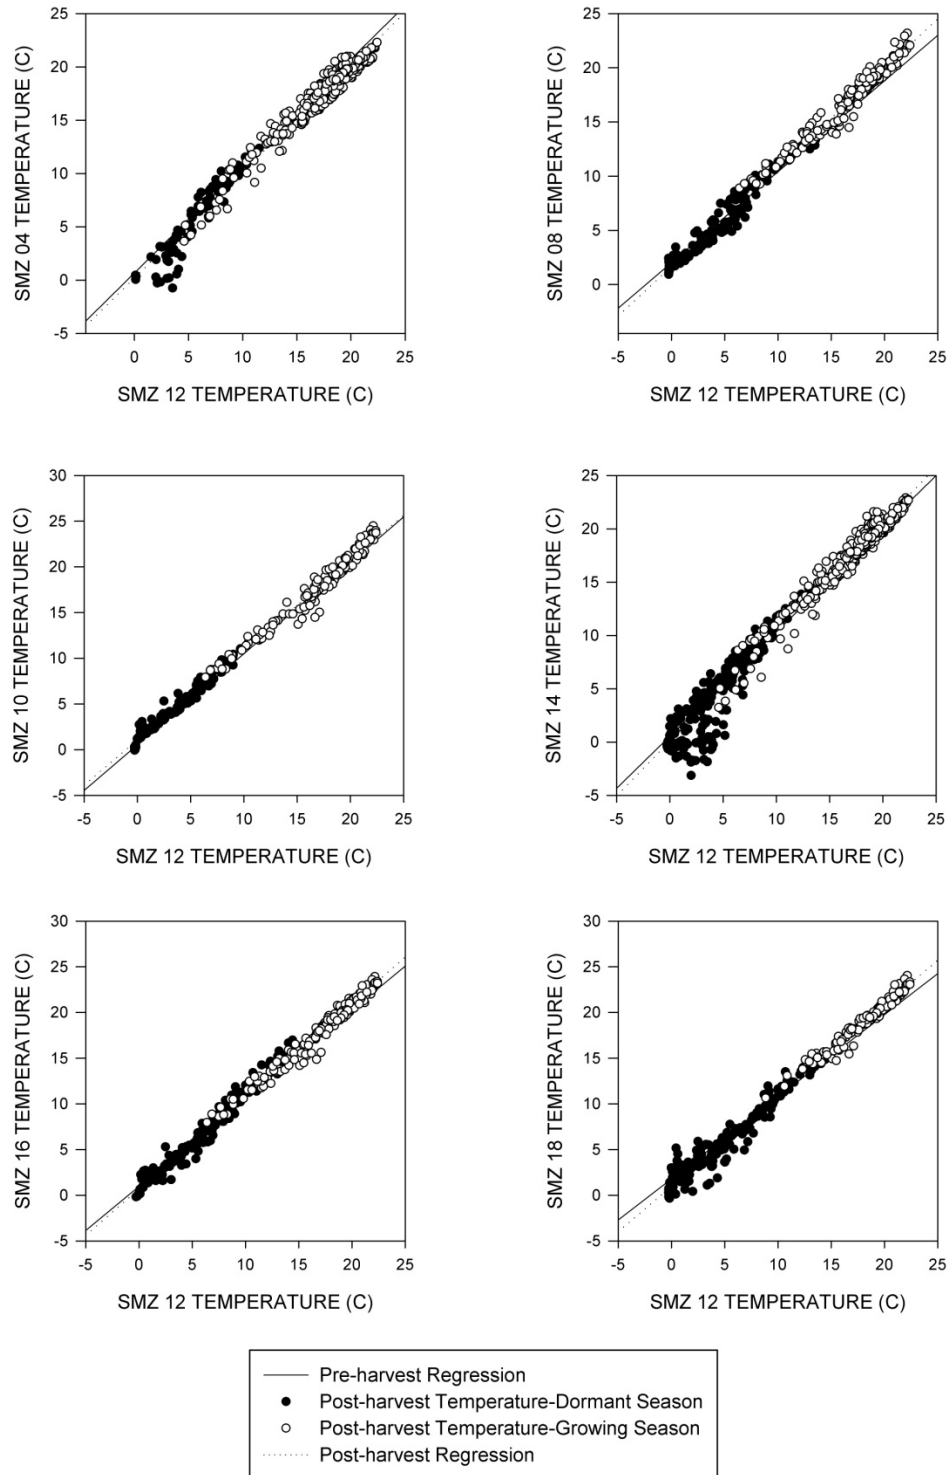 25
20
15
10
5
0
-5
SMZ 04 TEMPERATURE (C)
0 5 10 15 20 25
SMZ 12 TEMPERATURE (C)
25
20
15
10
5
0
SMZ 08 TEMPERATURE (C)
-5 0 5 10 15 20 25
SMZ 12 TEMPERATURE (C)
30
25
20
15
10
5
0
-5
SMZ 10 TEMPERATURE (C)
-5 0 5 10 15 20 25
SMZ 12 TEMPERATURE (C)
25
20
15
10
5
0
-5
SMZ 14 TEMPERATURE (C)
-5 0 5 10 15 20 25
SMZ 12 TEMPERATURE (C)
30
25
20
15
10
5
0
-5
SMZ 16 TEMPERATURE (C)
-5 0 5 10 15 20 25
SMZ 12 TEMPERATURE (C)
30
25
20
15
10
5
0
-5
SMZ 18 TEMPERATURE (C)
-5 0 5 10 15 20 25
SMZ 12 TEMPERATURE (C)
Pre-harvest Regression
Post-harvest Temperature-Dormant Season
Post-harvest Temperature-Growing Season
Post-harvest Regression